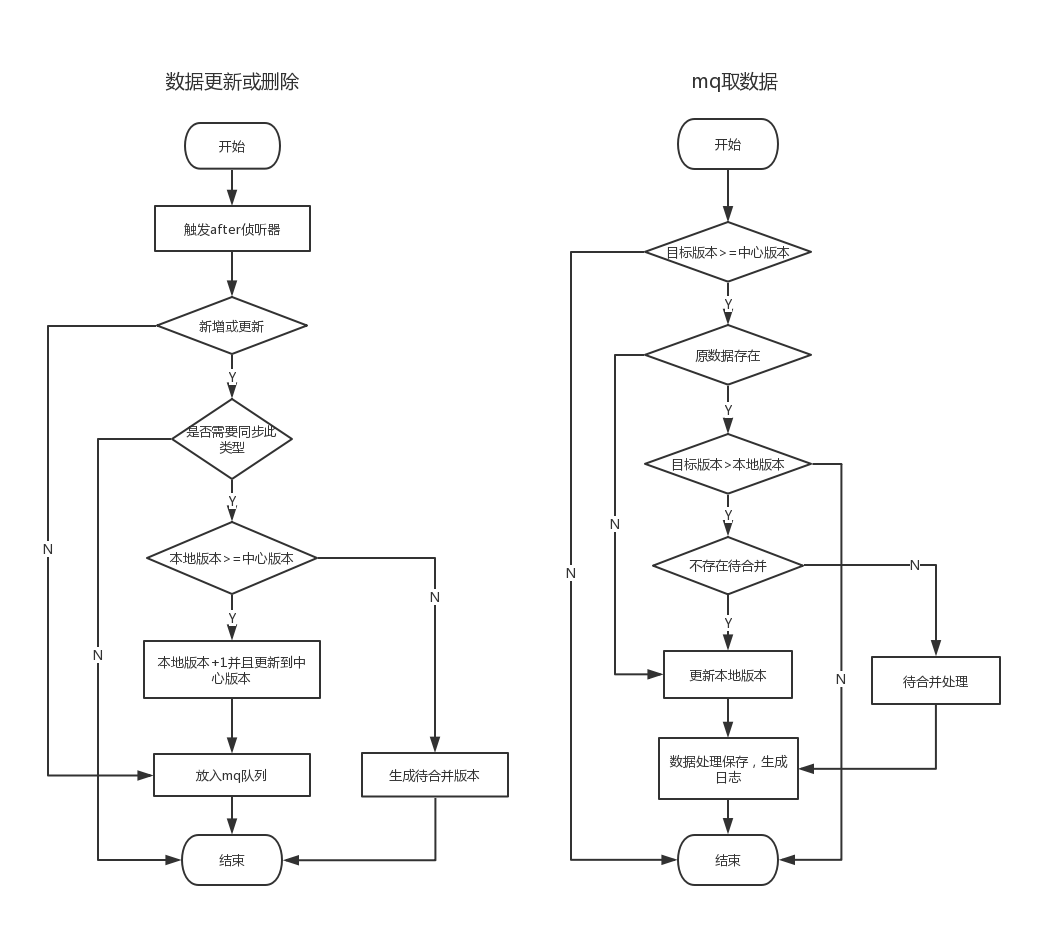 数据更新或删除
开始
触发after侦听器
新增或更新
Y
是否需要同步此
类型
Y
本地版本>=中心版本
N
N
Y
N
本地版本+1并且更新到中
心版本
放入mq队列
生成待合并版本
结束
mq取数据
开始
目标版本>=中心版本
Y
原数据存在
Y
目标版本>本地版本
Y
N
不存在待合并
N
N
Y
更新本地版本
N
待合并处理
数据处理保存，生成
日志
结束